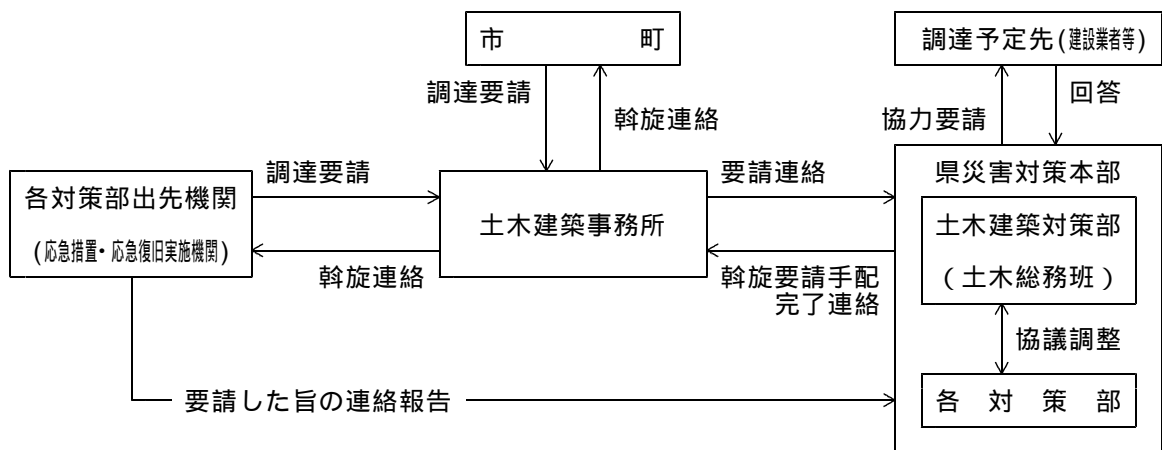 市　　　　　町
調達予定先(建設業者等)
調達要請
斡旋連絡
協力要請
回答
各対策部出先機関
(応急措置・応急復旧実施機関)
調達要請
斡旋連絡
土木建築事務所
要請連絡
斡旋要請手配
完了連絡
県災害対策本部
土木建築対策部
(土木総務班)
協議調整
各　対　策　部
要請した旨の連絡報告